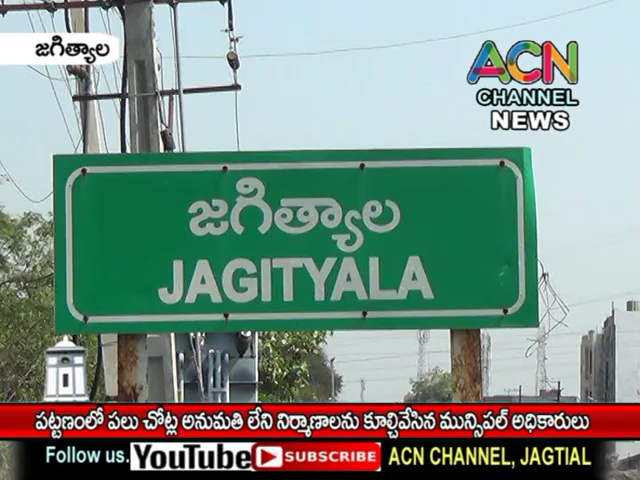 జగిత్యాల
ACN
CHANNEL
NEWS
జగిత్యాల
JAGITYALA
పట్టణంలో పలు చోట్ల అనుమతి లేని నిర్మాణాలను కూల్చివేసిన మున్సిపల్ అధికారులు
Follow us. YouTube SUBSCRIBE ACN CHANNEL, JAGTIAL